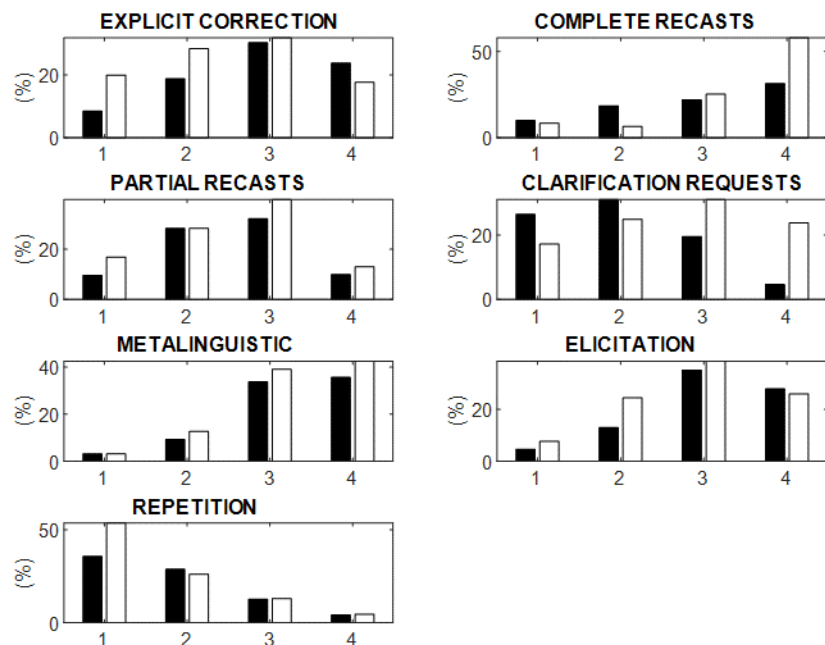 EXPLICIT CORRECTION
(%)
20
0
1 2 3 4
COMPLETE RECASTS
(%)
50
0
1 2 3 4
PARTIAL RECASTS
(%)
20
0
1 2 3 4
CLARIFICATION REQUESTS
(%)
20
0
1 2 3 4
METALINGUISTIC
(%)
40
20
0
1 2 3 4
ELICITATION
(%)
20
0
1 2 3 4
REPETITION
(%)
50
0
1 2 3 4